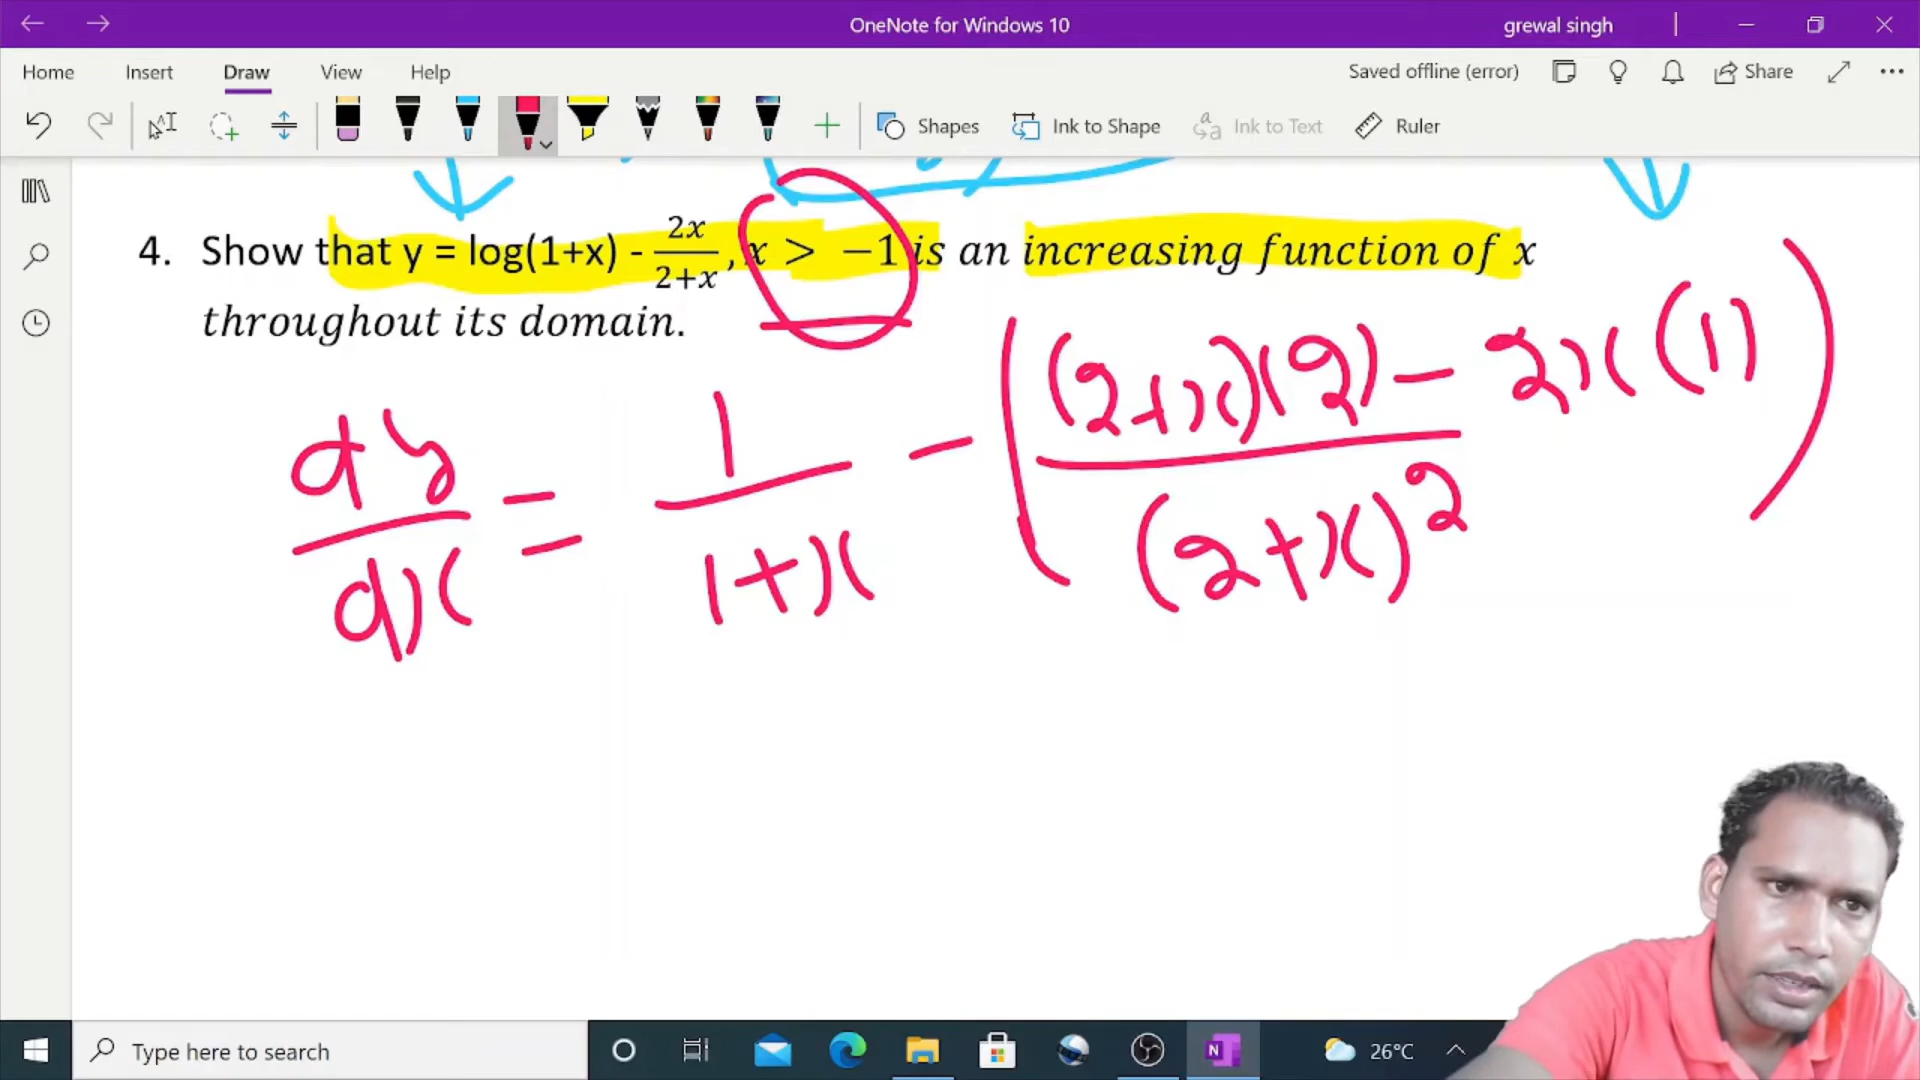 OneNote for Windows 10 grewal singh
Home Insert Draw View Help Saved offline (error) Share
Shapes Ink to Shape Ink to Text Ruler
4. Show that y = log(1+x) - 2x/2+x, x > −1 is an increasing function of x
throughout its domain.
dy/dx = 1/1+x − ((2+x)(2) − 2x(1)/(2+x)²)
Type here to search 26°C